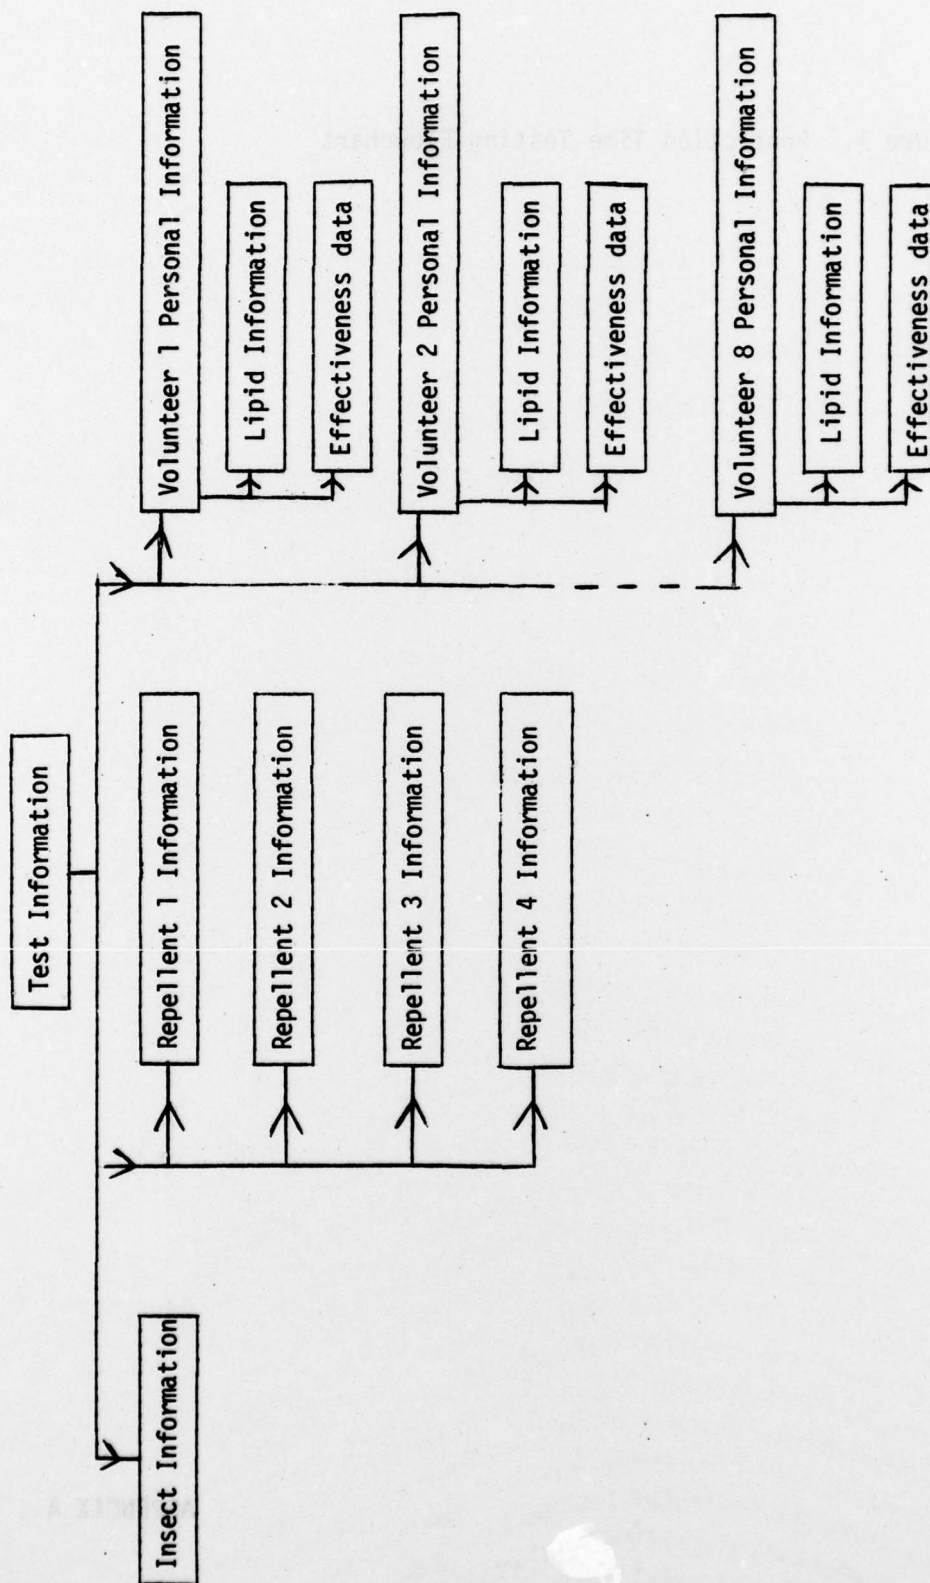 Test Information
Insect Information
Repellent 1 Information
Repellent 2 Information
Repellent 3 Information
Repellent 4 Information
Volunteer 1 Personal Information
Lipid Information
Effectiveness data
Volunteer 2 Personal Information
Lipid Information
Effectiveness data
Volunteer 8 Personal Information
Lipid Information
Effectiveness data